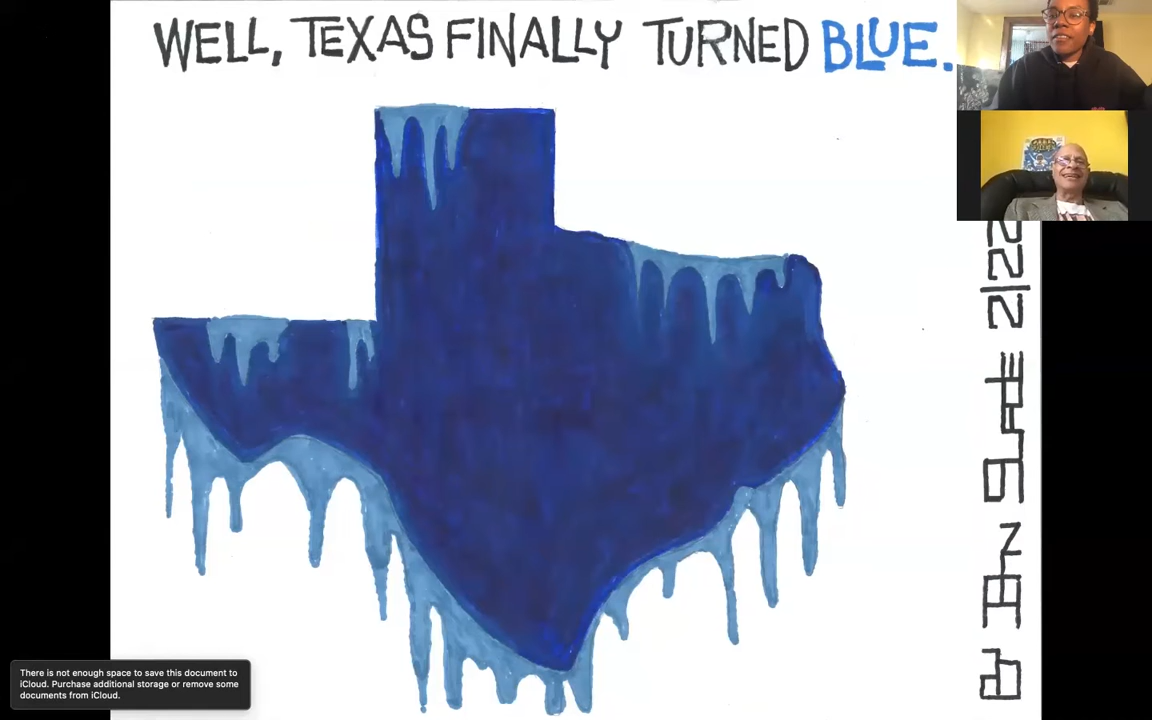 WELL, TEXAS FINALLY TURNED BLUE.
BY IAN SLADE 2/22
There is not enough space to save this document to
iCloud. Purchase additional storage or remove some
documents from iCloud.